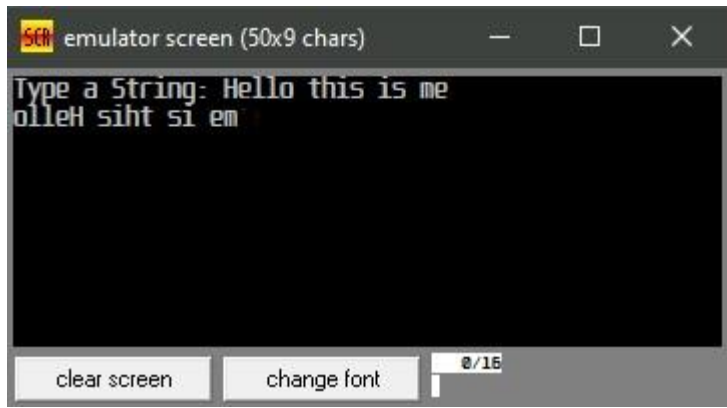 SCR emulator screen (50x9 chars)
Type a String: Hello this is me
olleH siht si em
clear screen change font 0/16